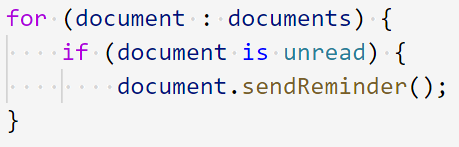 for (document : documents) {
    if (document is unread) {
        document.sendReminder();
}